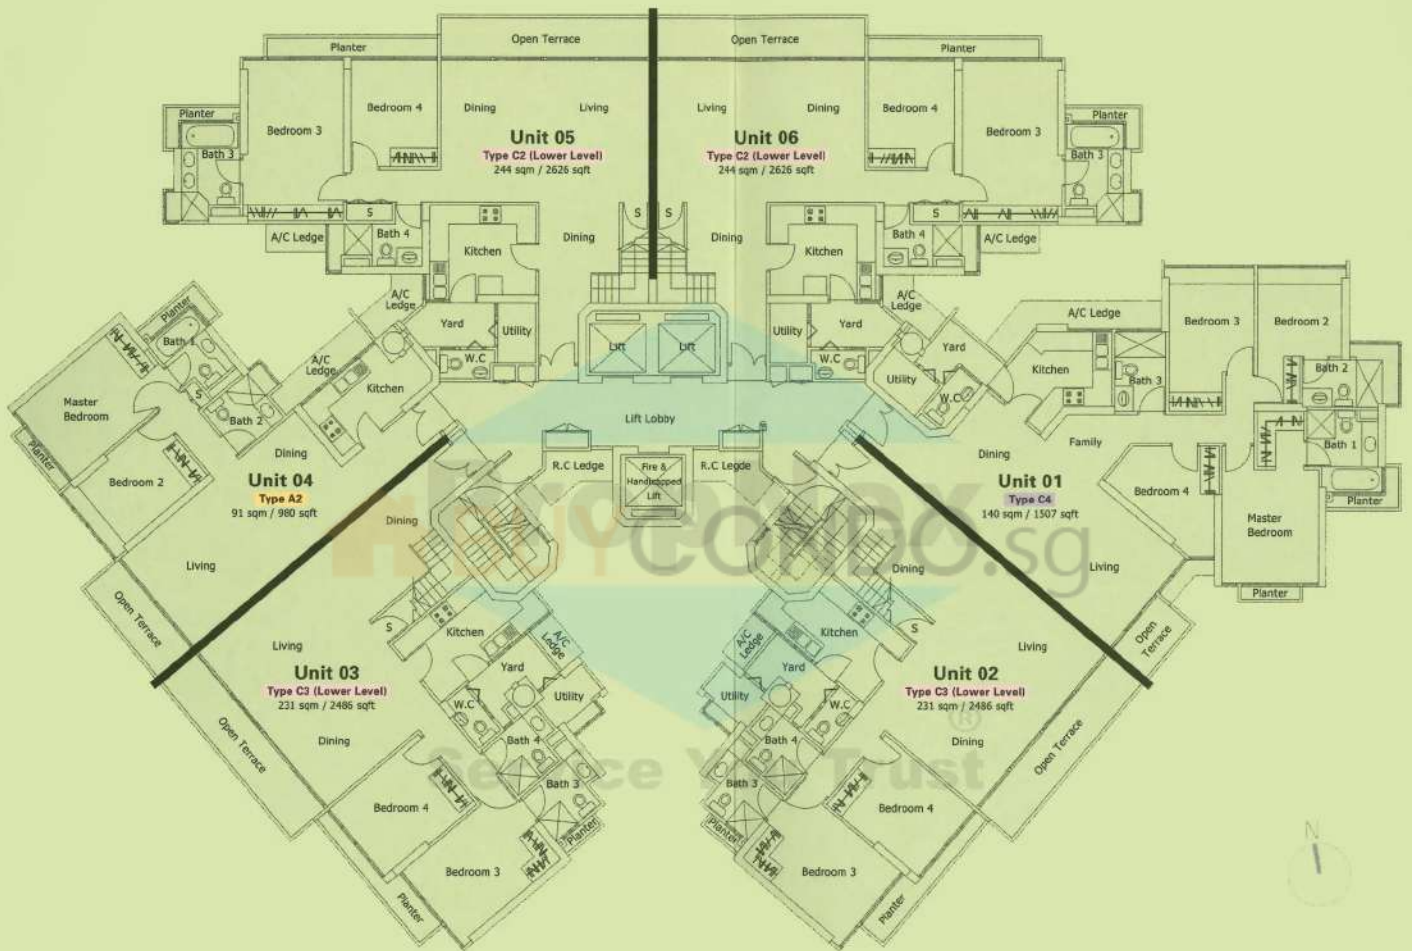 Open Terrace
Open Terrace
Planter
Planter
Bedroom 4
Dining
Living
Living
Dining
Bedroom 4
Planter
Bedroom 3
Bath 3
Unit 05
Type C2 (Lower Level)
244 sqm / 2626 sqft
Unit 06
Type C2 (Lower Level)
244 sqm / 2626 sqft
Bedroom 3
Bath 3
Planter
S
S
S
S
A/C Ledge
Bath 4
Kitchen
Dining
Dining
Kitchen
Bath 4
A/C Ledge
A/C
Ledge
Yard
Utility
W.C
Lift
Lift
Utility
Yard
W.C
A/C
Ledge
A/C Ledge
Bedroom 3
Bedroom 2
Planter
Bath 1
S
Bath 2
A/C
Ledge
Kitchen
Master
Bedroom
Planter
Bedroom 2
Dining
Unit 04
Type A2
91 sqm / 980 sqft
Living
Open Terrace
Lift Lobby
R.C Ledge
Fire &
Handicapped
Lift
R.C Legde
Utility
Yard
W.C
Kitchen
Bath 3
Bath 2
Family
Dining
Bath 1
Planter
Unit 01
Type C4
140 sqm / 1507 sqft
Bedroom 4
Master
Bedroom
Living
Planter
Open
Terrace
BUYCONDO.sg
Dining
Living
S
Kitchen
A/C
Ledge
Unit 03
Type C3 (Lower Level)
231 sqm / 2486 sqft
Yard
Utility
W.C
Open Terrace
Dining
Bath 4
Bath 3
Bedroom 4
Planter
Bedroom 3
Planter
Dining
S
Kitchen
A/C
Ledge
Living
Unit 02
Type C3 (Lower Level)
231 sqm / 2486 sqft
Yard
Utility
W.C
Dining
Open Terrace
Bath 4
Bath 3
Bedroom 4
Planter
Bedroom 3
Planter
®
Trust
N